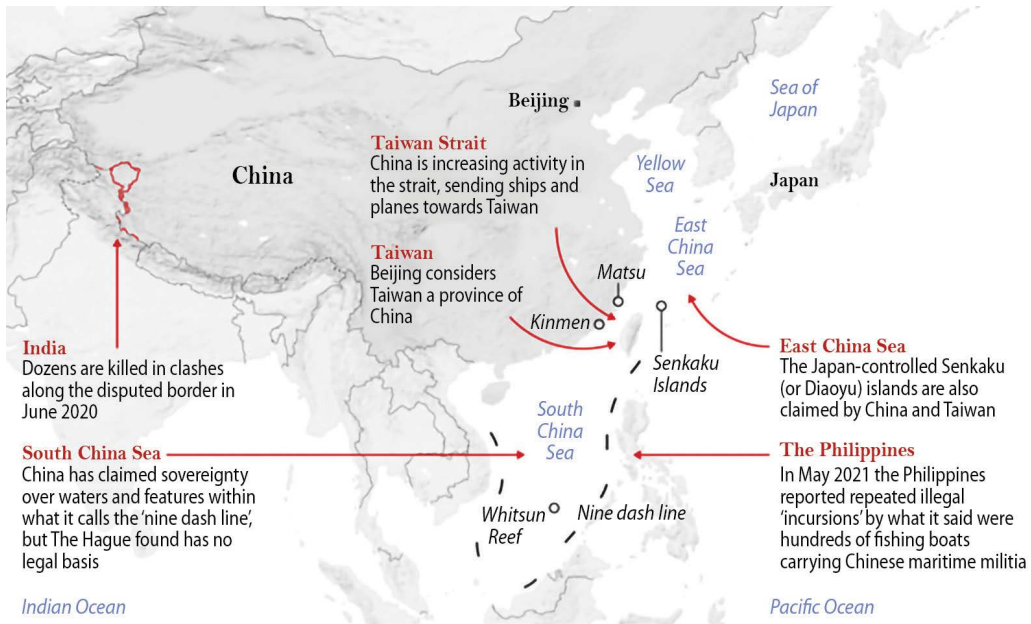 Sea of
Japan
Beijing
Taiwan Strait
China is increasing activity in
the strait, sending ships and
planes towards Taiwan
Yellow
Sea
China
Japan
East
China
Sea
Taiwan
Beijing considers
Taiwan a province of
China
Matsu
Kinmen
Senkaku
Islands
India
Dozens are killed in clashes
along the disputed border in
June 2020
East China Sea
The Japan-controlled Senkaku
(or Diaoyu) islands are also
claimed by China and Taiwan
South
China
Sea
South China Sea
China has claimed sovereignty
over waters and features within
what it calls the ‘nine dash line’,
but The Hague found has no
legal basis
The Philippines
In May 2021 the Philippines
reported repeated illegal
‘incursions’ by what it said were
hundreds of fishing boats
carrying Chinese maritime militia
Whitsun
Reef
Nine dash line
Indian Ocean
Pacific Ocean